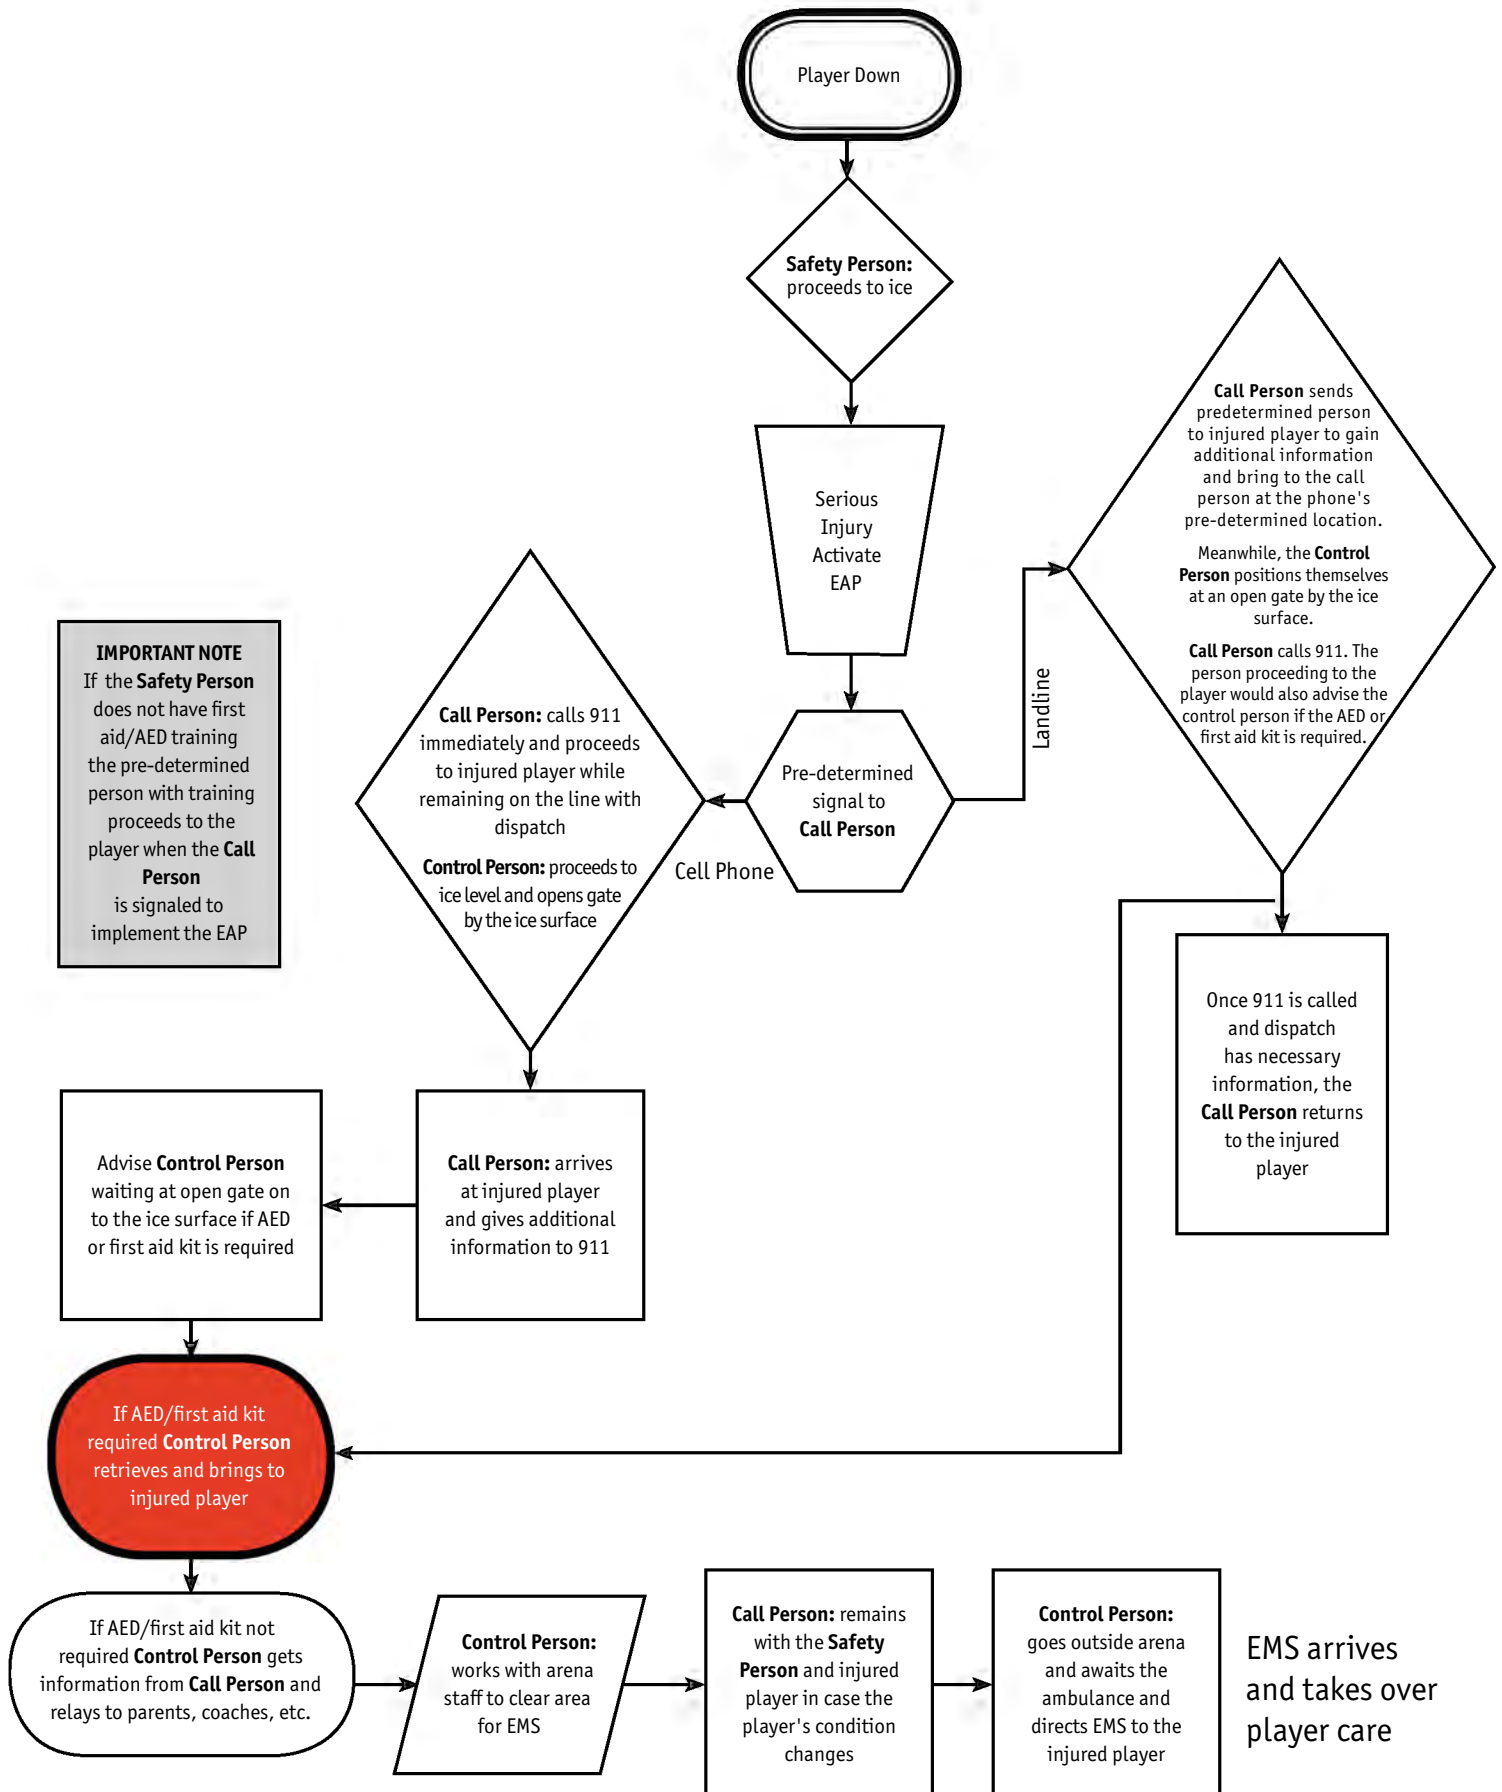 Player Down
Safety Person:
proceeds to ice
Serious
Injury
Activate
EAP
Pre-determined
signal to
Call Person
Landline
Call Person sends
predetermined person
to injured player to gain
additional information
and bring to the call
person at the phone's
pre-determined location.
Meanwhile, the Control
Person positions themselves
at an open gate by the ice
surface.
Call Person calls 911. The
person proceeding to the
player would also advise the
control person if the AED or
first aid kit is required.
Once 911 is called
and dispatch
has necessary
information, the
Call Person returns
to the injured
player
Cell Phone
Call Person: calls 911
immediately and proceeds
to injured player while
remaining on the line with
dispatch
Control Person: proceeds to
ice level and opens gate
by the ice surface
IMPORTANT NOTE
If the Safety Person
does not have first
aid/AED training
the pre-determined
person with training
proceeds to the
player when the Call
Person
is signaled to
implement the EAP
Call Person: arrives
at injured player
and gives additional
information to 911
Advise Control Person
waiting at open gate on
to the ice surface if AED
or first aid kit is required
If AED/first aid kit
required Control Person
retrieves and brings to
injured player
If AED/first aid kit not
required Control Person gets
information from Call Person and
relays to parents, coaches, etc.
Control Person:
works with arena
staff to clear area
for EMS
Call Person: remains
with the Safety
Person and injured
player in case the
player's condition
changes
Control Person:
goes outside arena
and awaits the
ambulance and
directs EMS to the
injured player
EMS arrives
and takes over
player care